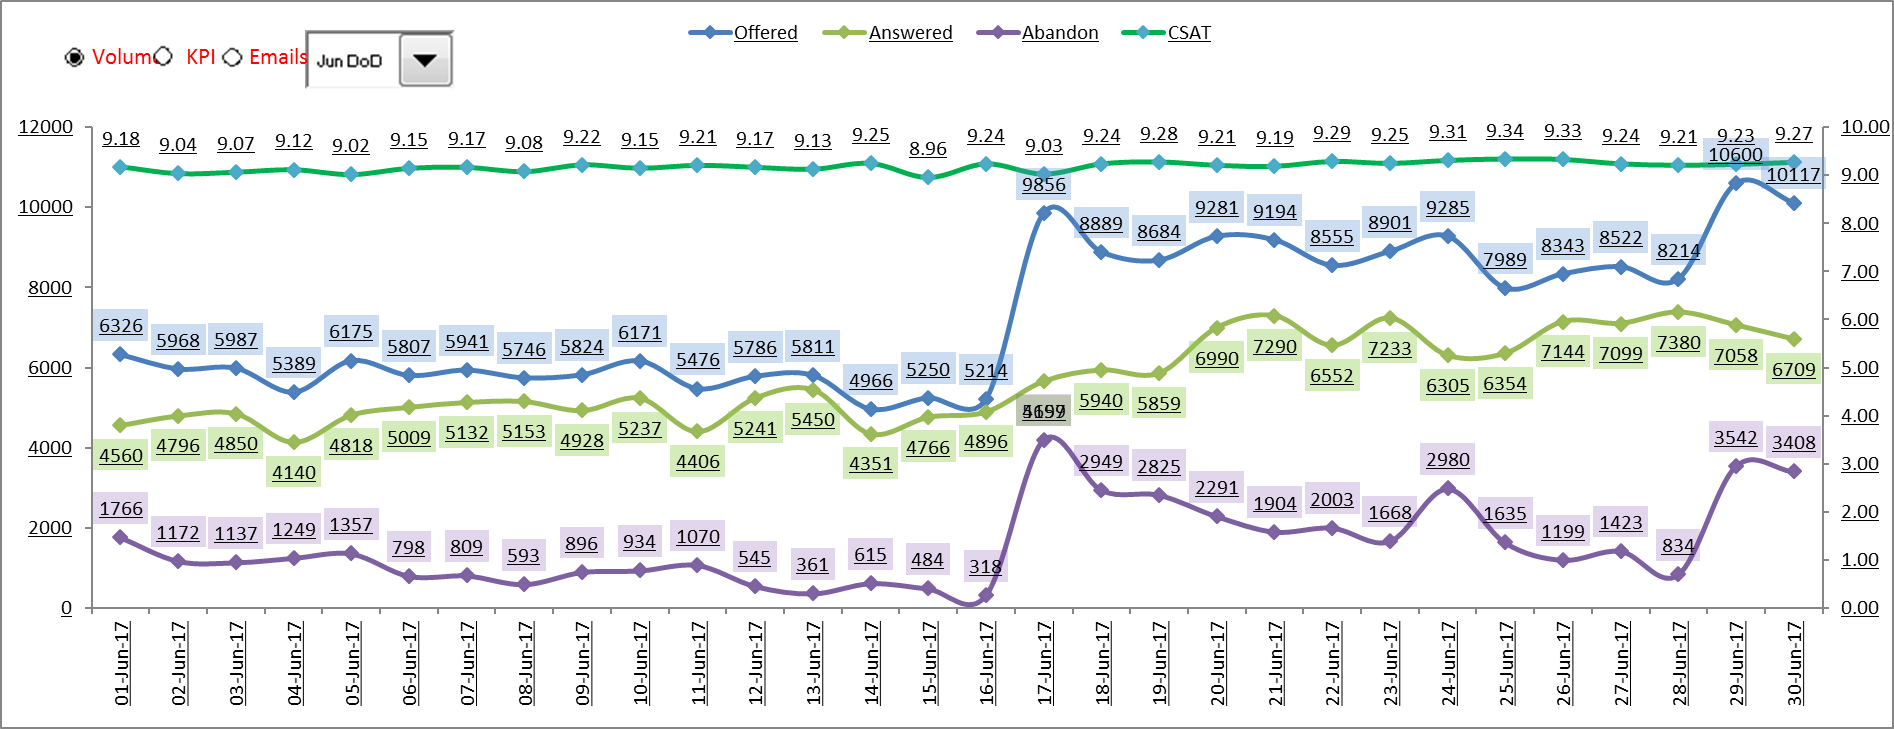 Offered Answered Abandon CSAT
Volume KPI Emails Jun DoD
12000
10000
8000
6000
4000
2000
0
10.00
9.00
8.00
7.00
6.00
5.00
4.00
3.00
2.00
1.00
0.00
9.18 9.04 9.07 9.12 9.02 9.15 9.17 9.08 9.22 9.15 9.21 9.17 9.13 9.25 8.96 9.24 9.03 9.24 9.28 9.21 9.19 9.29 9.25 9.31 9.34 9.33 9.24 9.21 9.23 9.27
6326 5968 5987 5389 6175 5807 5941 5746 5824 6171 5476 5786 5811 4966 5250 5214 9856 8889 8684 9281 9194 8555 8901 9285 7989 8343 8522 8214 10600 10117
4560 4796 4850 4140 4818 5009 5132 5153 4928 5237 4406 5241 5450 4351 4766 4896 5940 5859 6990 7290 6552 7233 6305 6354 7144 7099 7380 7058 6709
1766 1172 1137 1249 1357 798 809 593 896 934 1070 545 361 615 484 318 2949 2825 2291 1904 2003 1668 2980 1635 1199 1423 834 3542 3408
01-Jun-17
02-Jun-17
03-Jun-17
04-Jun-17
05-Jun-17
06-Jun-17
07-Jun-17
08-Jun-17
09-Jun-17
10-Jun-17
11-Jun-17
12-Jun-17
13-Jun-17
14-Jun-17
15-Jun-17
16-Jun-17
17-Jun-17
18-Jun-17
19-Jun-17
20-Jun-17
21-Jun-17
22-Jun-17
23-Jun-17
24-Jun-17
25-Jun-17
26-Jun-17
27-Jun-17
28-Jun-17
29-Jun-17
30-Jun-17